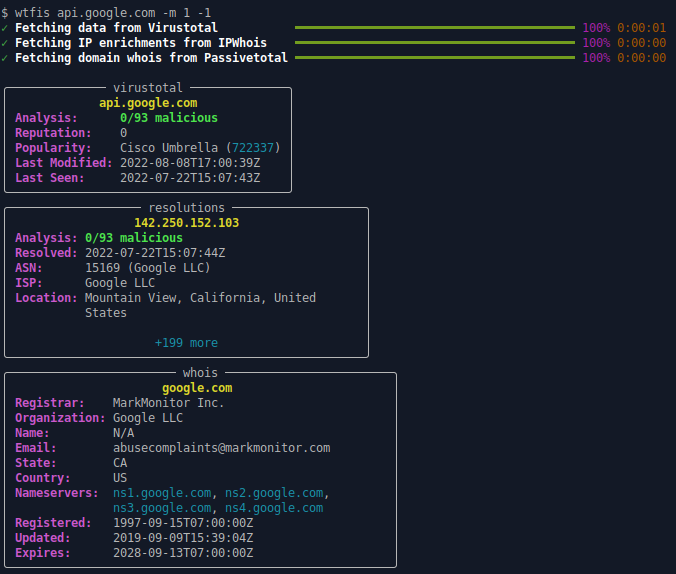 $ wtfis api.google.com -m 1 -1
✓ Fetching data from Virustotal 100% 0:00:01
✓ Fetching IP enrichments from IPWhois 100% 0:00:00
✓ Fetching domain whois from Passivetotal 100% 0:00:00
virustotal
api.google.com
Analysis: 0/93 malicious
Reputation: 0
Popularity: Cisco Umbrella (722337)
Last Modified: 2022-08-08T17:00:39Z
Last Seen: 2022-07-22T15:07:43Z
resolutions
142.250.152.103
Analysis: 0/93 malicious
Resolved: 2022-07-22T15:07:44Z
ASN: 15169 (Google LLC)
ISP: Google LLC
Location: Mountain View, California, United
States
+199 more
whois
google.com
Registrar: MarkMonitor Inc.
Organization: Google LLC
Name: N/A
Email: abusecomplaints@markmonitor.com
State: CA
Country: US
Nameservers: ns1.google.com, ns2.google.com,
ns3.google.com, ns4.google.com
Registered: 1997-09-15T07:00:00Z
Updated: 2019-09-09T15:39:04Z
Expires: 2028-09-13T07:00:00Z